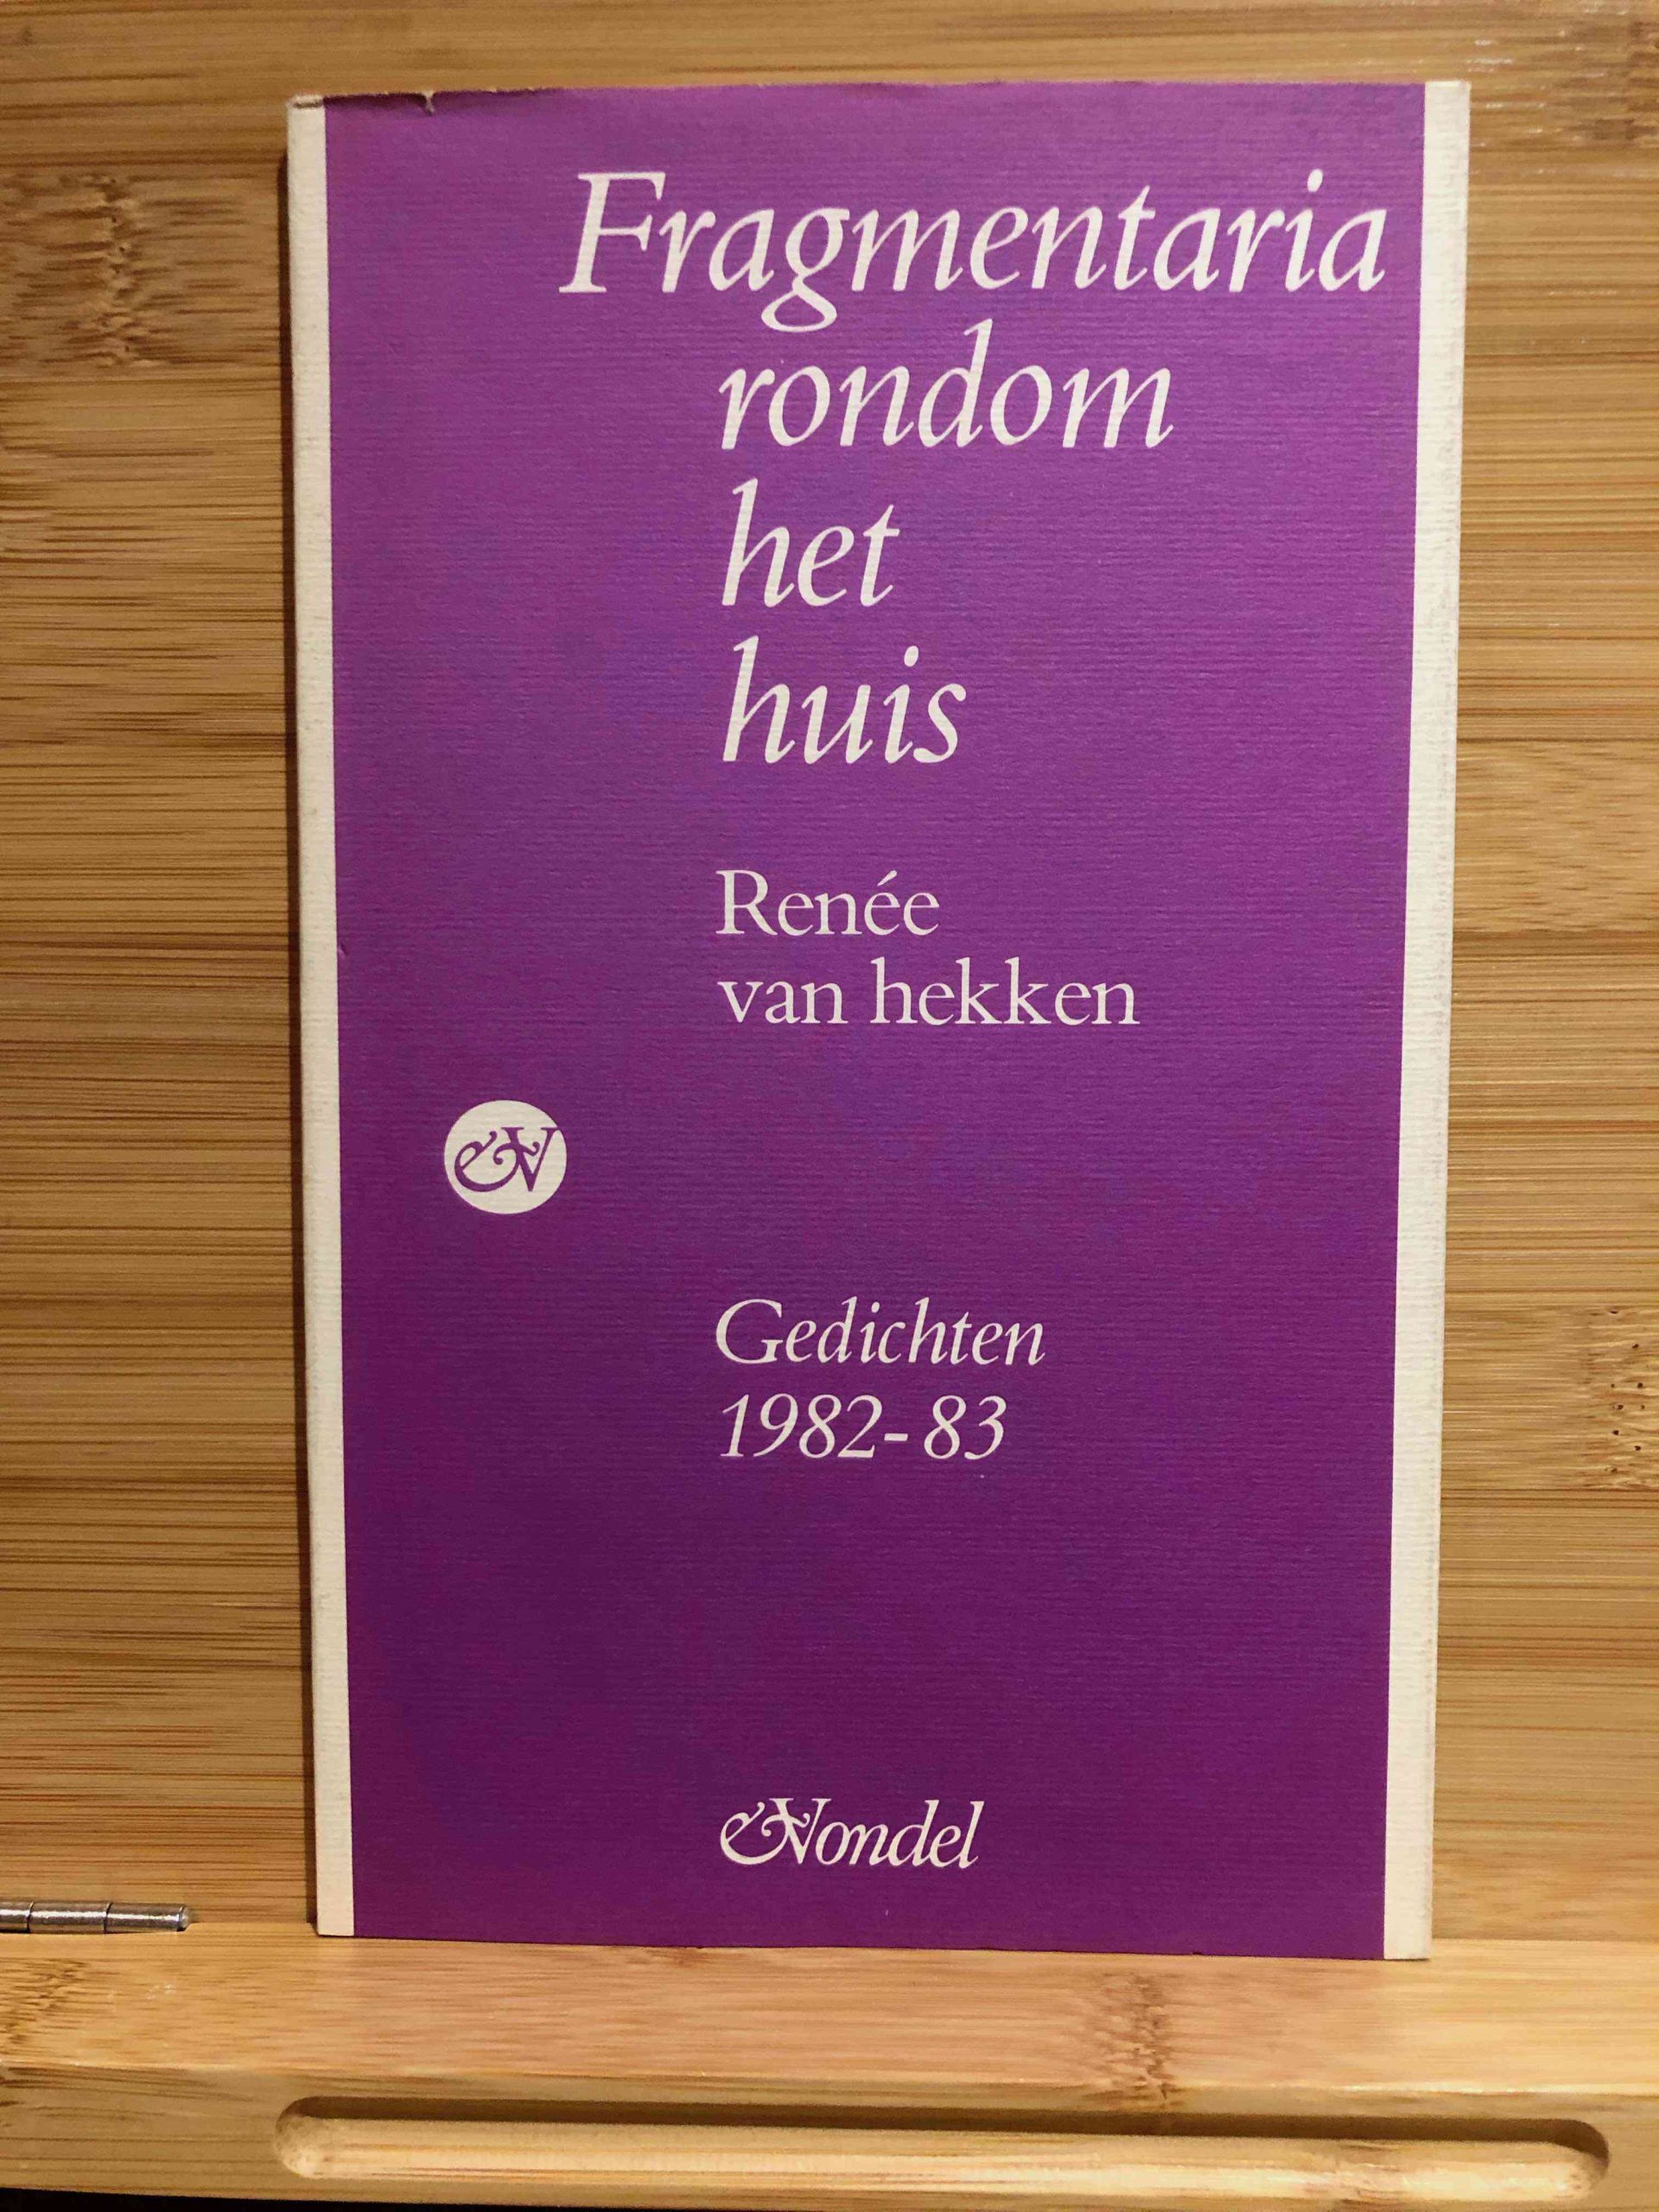 Fragmentaria
rondom
het
huis
Renée
van hekken
&V
Gedichten
1982-83
&Vondel